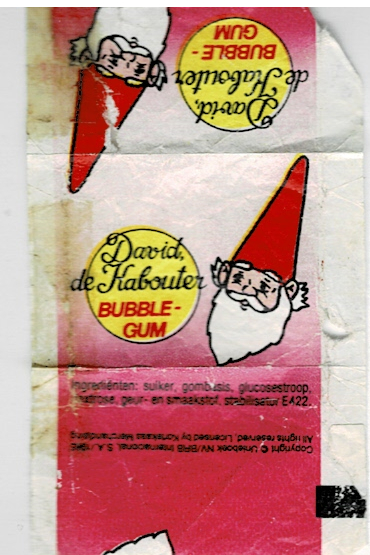 David,
de Kabouter
BUBBLE-
GUM
David,
de Kabouter
BUBBLE-
GUM
Ingrediënten: suiker, gombasis, glucosestroop,
geur- en smaakstof, stabilisator E422.
Copyright © Unieboek NV/BRB Internacional, S.A./1985
All rights reserved. Licensed by Kortekaas Merchandising